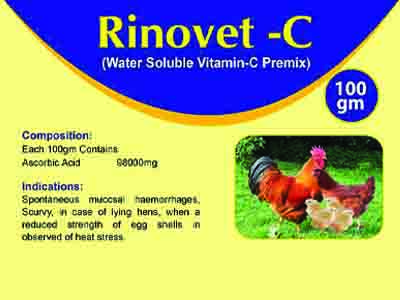 Rinovet -C
(Water Soluble Vitamin-C Premix)
100
gm
Composition:
Each 100gm Contains
Ascorbic Acid 98000mg
Indications:
Spontaneous muccsal haemorrhages,
Scurvy, in case of lying hens, when a
reduced strength of egg shells in
observed of heat stress.